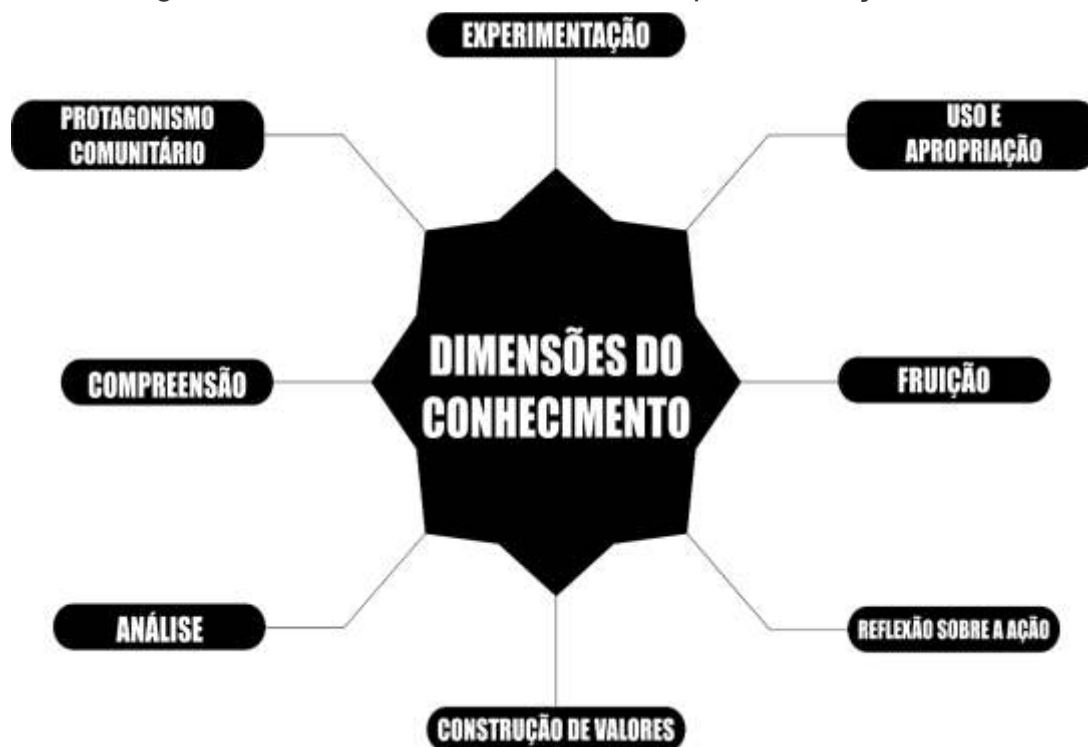 EXPERIMENTAÇÃO
PROTAGONISMO
COMUNITÁRIO
USO E
APROPRIAÇÃO
DIMENSÕES DO
CONHECIMENTO
COMPREENSÃO
FRUIÇÃO
ANÁLISE
REFLEXÃO SOBRE A AÇÃO
CONSTRUÇÃO DE VALORES